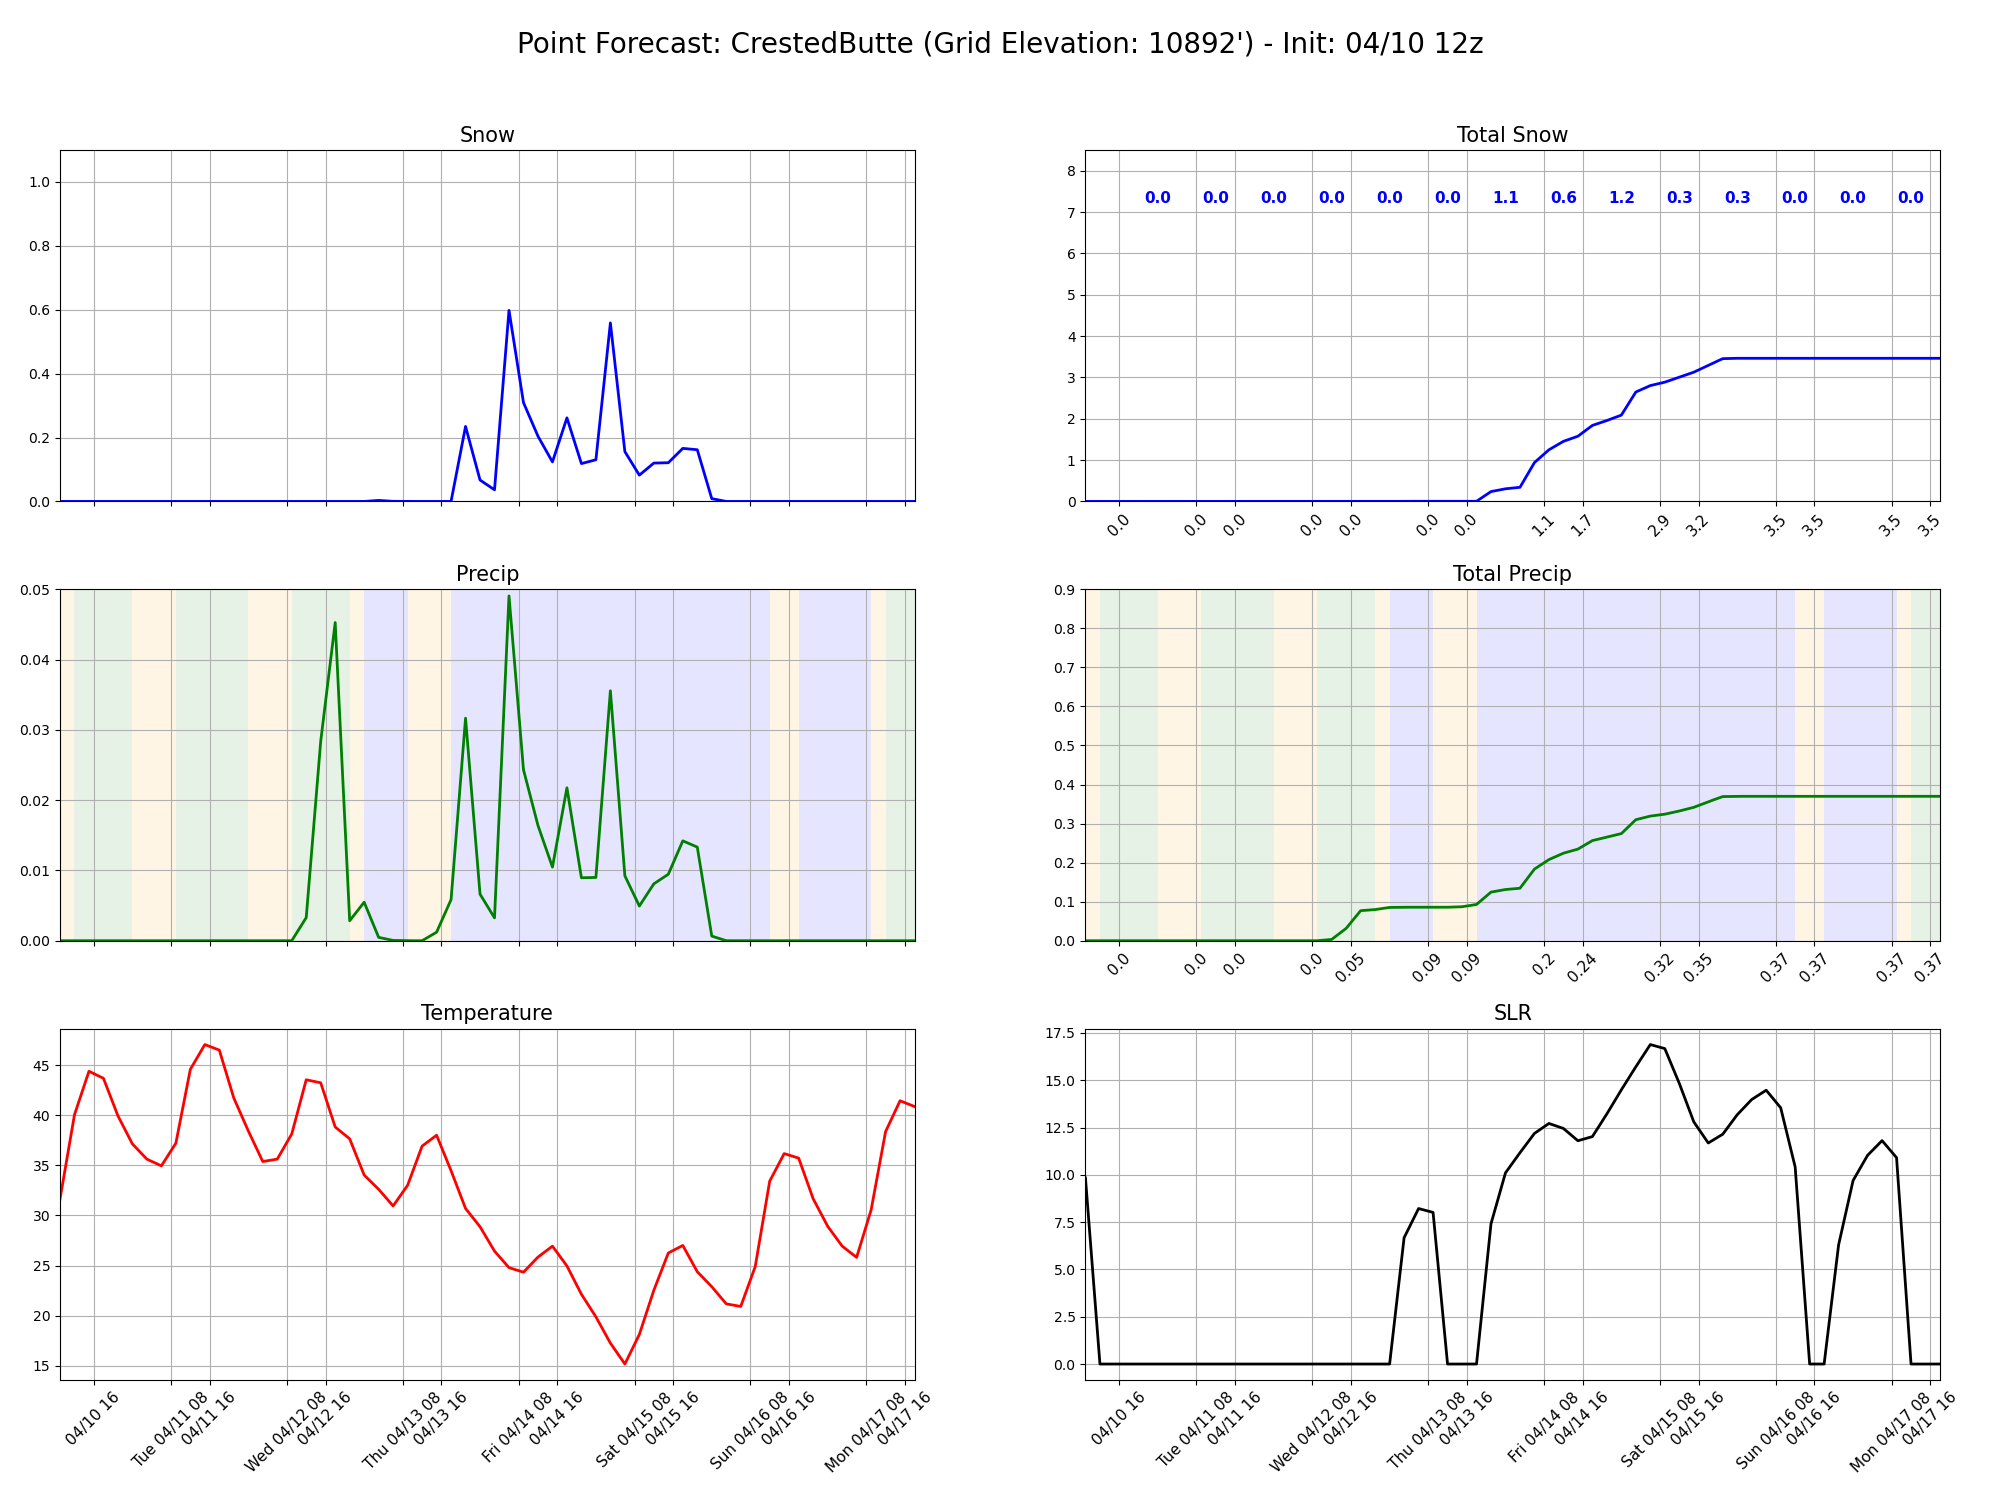 Point Forecast: CrestedButte (Grid Elevation: 10892') - Init: 04/10 12z
Snow
1.0
0.8
0.6
0.4
0.2
0.0
Total Snow
8
7
6
5
4
3
2
1
0
0.0 0.0 0.0 0.0 0.0 0.0 1.1 0.6 1.2 0.3 0.3 0.0 0.0 0.0
0.0 0.0 0.0 0.0 0.0 0.0 0.0 1.1 1.7 2.9 3.2 3.5 3.5 3.5 3.5
Precip
0.05
0.04
0.03
0.02
0.01
0.00
Total Precip
0.9
0.8
0.7
0.6
0.5
0.4
0.3
0.2
0.1
0.0
0.0 0.0 0.0 0.0 0.05 0.09 0.09 0.2 0.24 0.32 0.35 0.37 0.37 0.37 0.37
Temperature
45
40
35
30
25
20
15
04/10 16
Tue 04/11 08
04/11 16
Wed 04/12 08
04/12 16
Thu 04/13 08
04/13 16
Fri 04/14 08
04/14 16
Sat 04/15 08
04/15 16
Sun 04/16 08
04/16 16
Mon 04/17 08
04/17 16
SLR
17.5
15.0
12.5
10.0
7.5
5.0
2.5
0.0
04/10 16
Tue 04/11 08
04/11 16
Wed 04/12 08
04/12 16
Thu 04/13 08
04/13 16
Fri 04/14 08
04/14 16
Sat 04/15 08
04/15 16
Sun 04/16 08
04/16 16
Mon 04/17 08
04/17 16